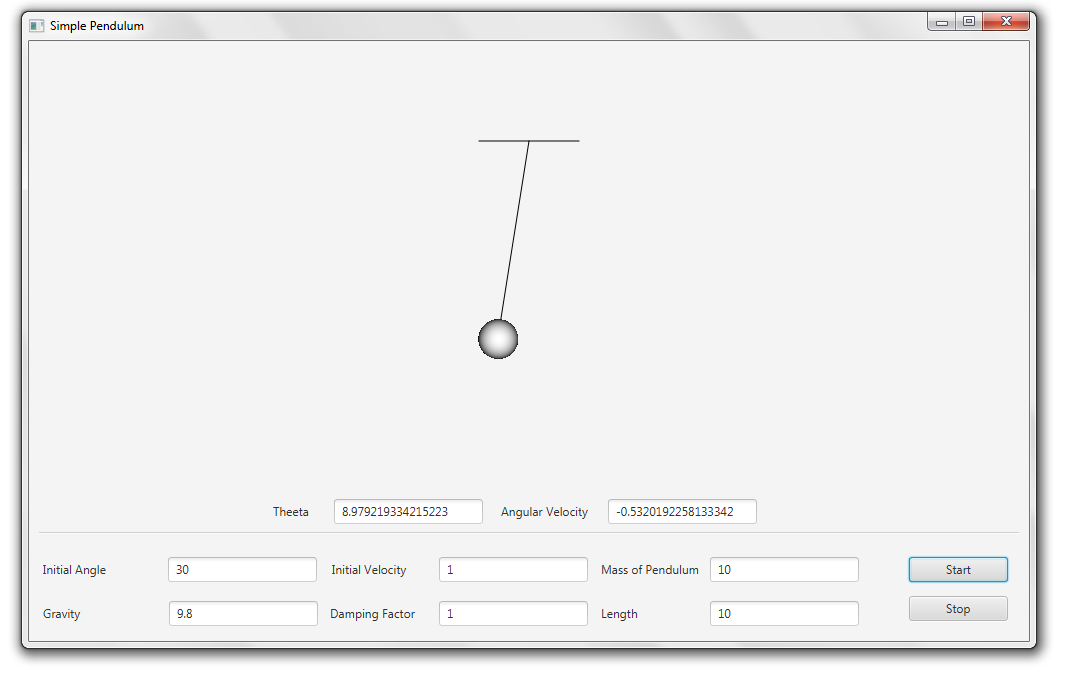 Simple Pendulum
Theeta 8.979219334215223 Angular Velocity -0.5320192258133342
Initial Angle 30 Initial Velocity 1 Mass of Pendulum 10 Start
Gravity 9.8 Damping Factor 1 Length 10 Stop